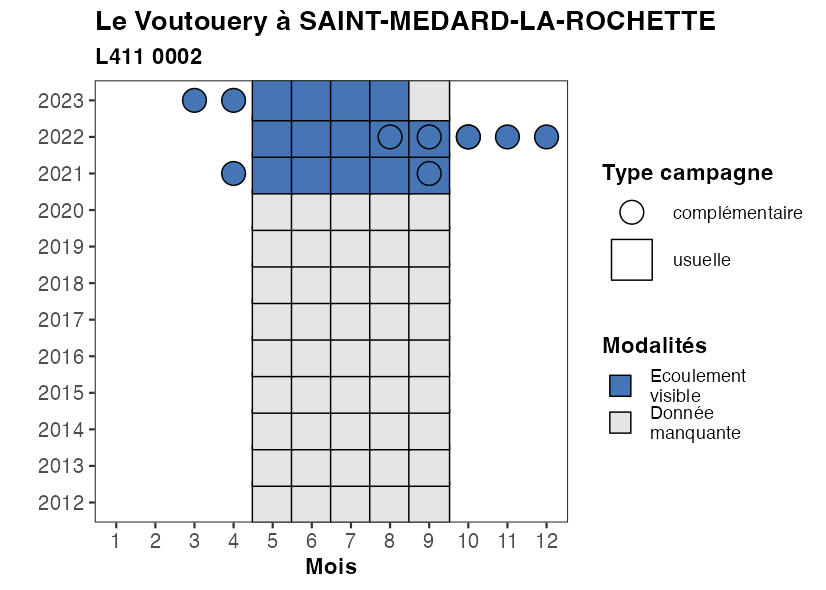 Le Voutouery à SAINT-MEDARD-LA-ROCHETTE
L411 0002
2023
2022
2021
2020
2019
2018
2017
2016
2015
2014
2013
2012
1 2 3 4 5 6 7 8 9 10 11 12
Mois
Type campagne
complémentaire
usuelle
Modalités
Ecoulement
visible
Donnée
manquante